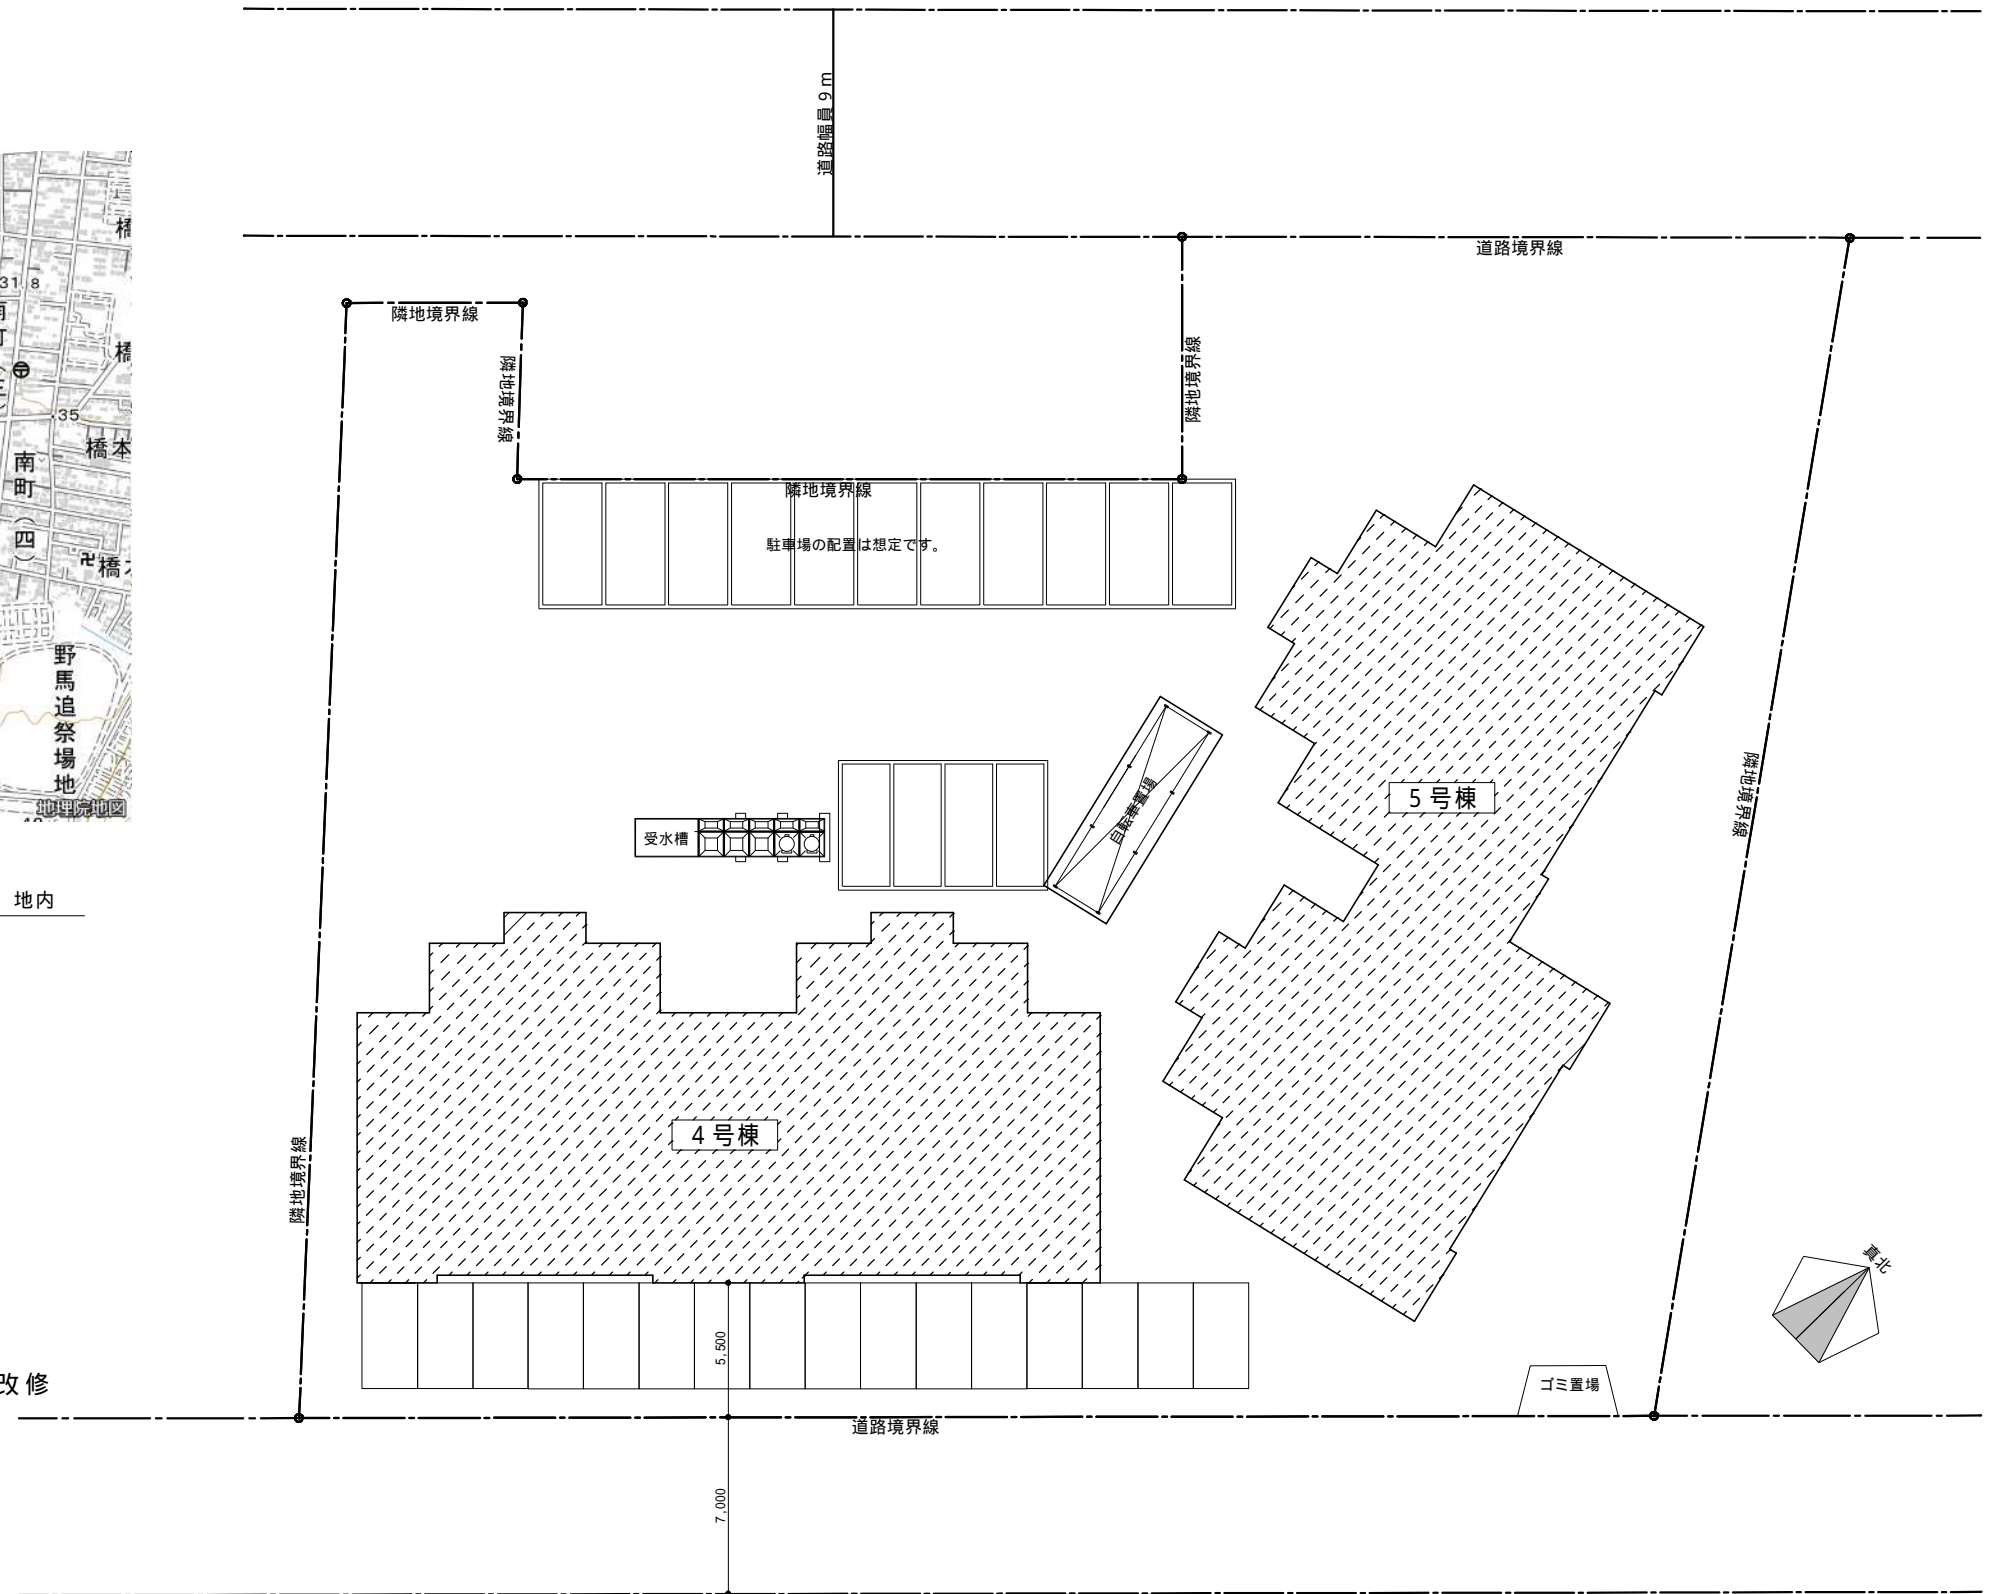 道路幅員９ｍ
道路境界線
隣地境界線
隣地境界線
隣地境界線
隣地境界線
駐車場の配置は想定です。
31.8
35
橋本
南町（四）
卍
野馬追祭場地
地理院地図
地内
受水槽
自転車置場
５号棟
隣地境界線
４号棟
隣地境界線
真北
5,500
ゴミ置場
改修
道路境界線
7,000